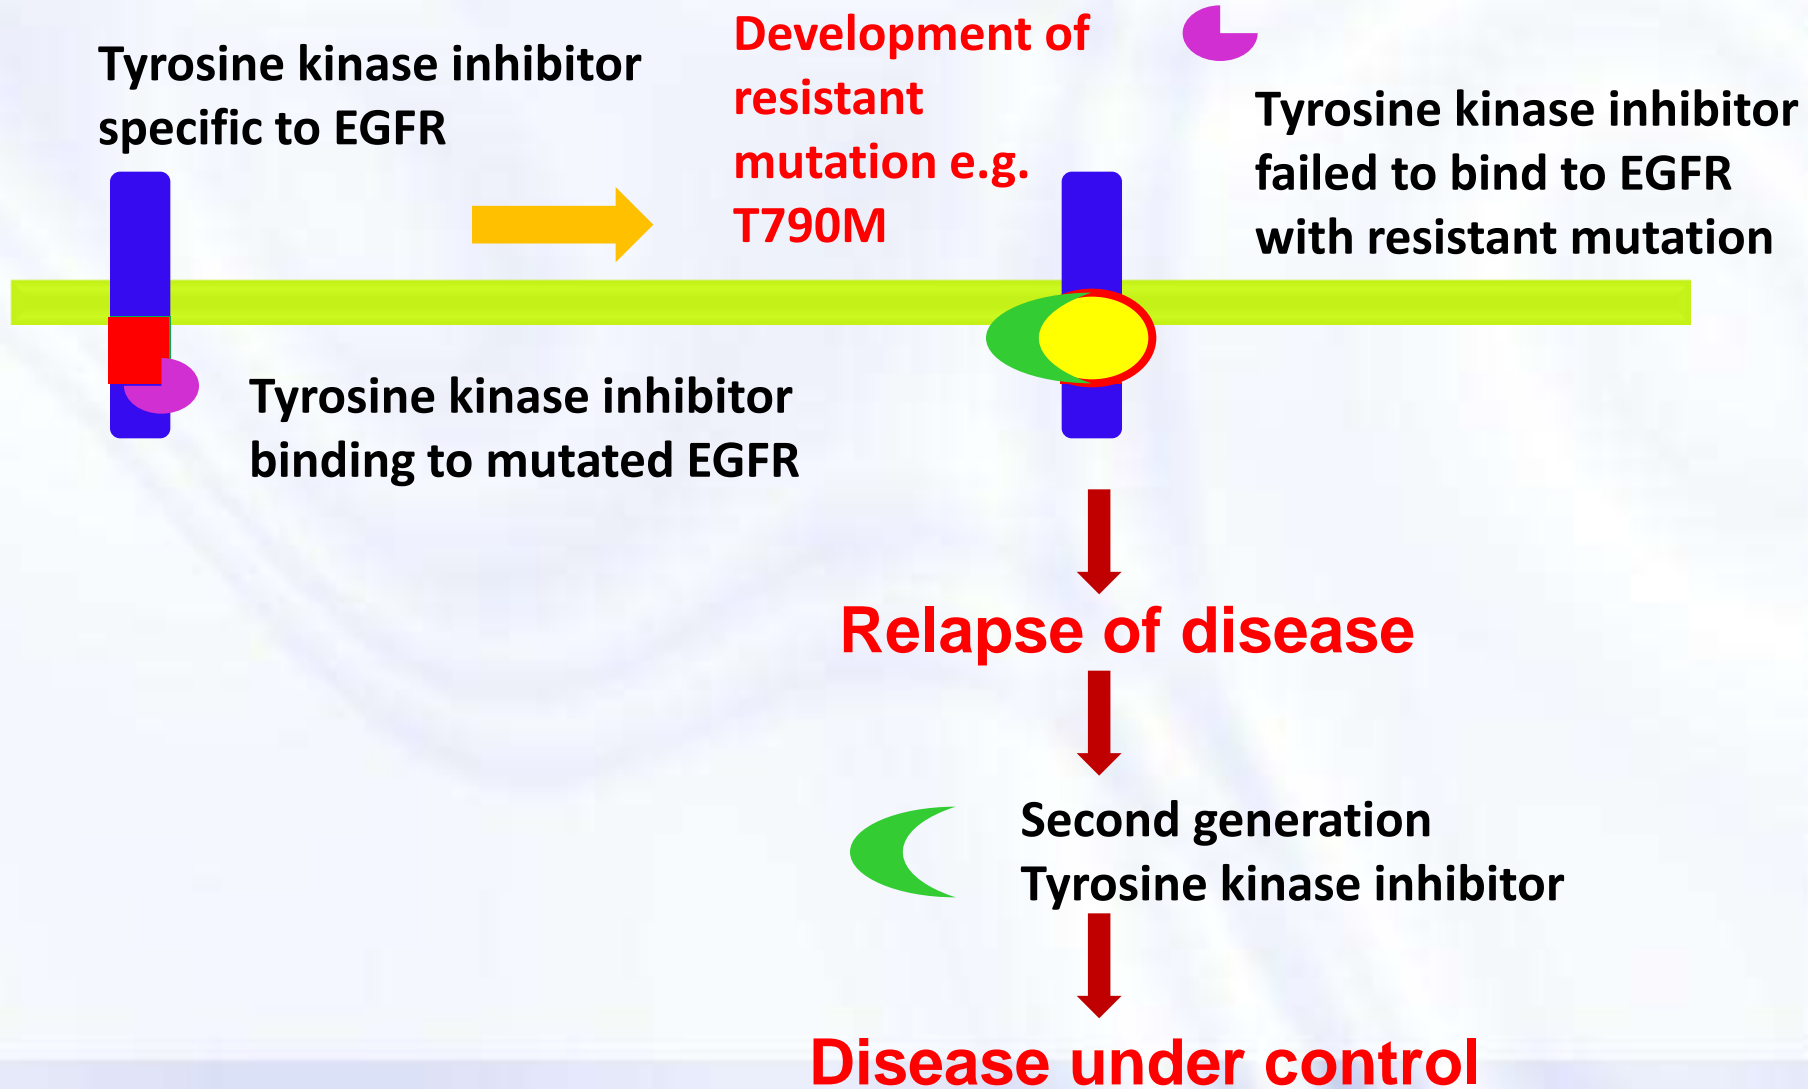 Tyrosine kinase inhibitor
specific to EGFR
Development of
resistant
mutation e.g.
T790M
Tyrosine kinase inhibitor
failed to bind to EGFR
with resistant mutation
Tyrosine kinase inhibitor
binding to mutated EGFR
Relapse of disease
Second generation
Tyrosine kinase inhibitor
Disease under control